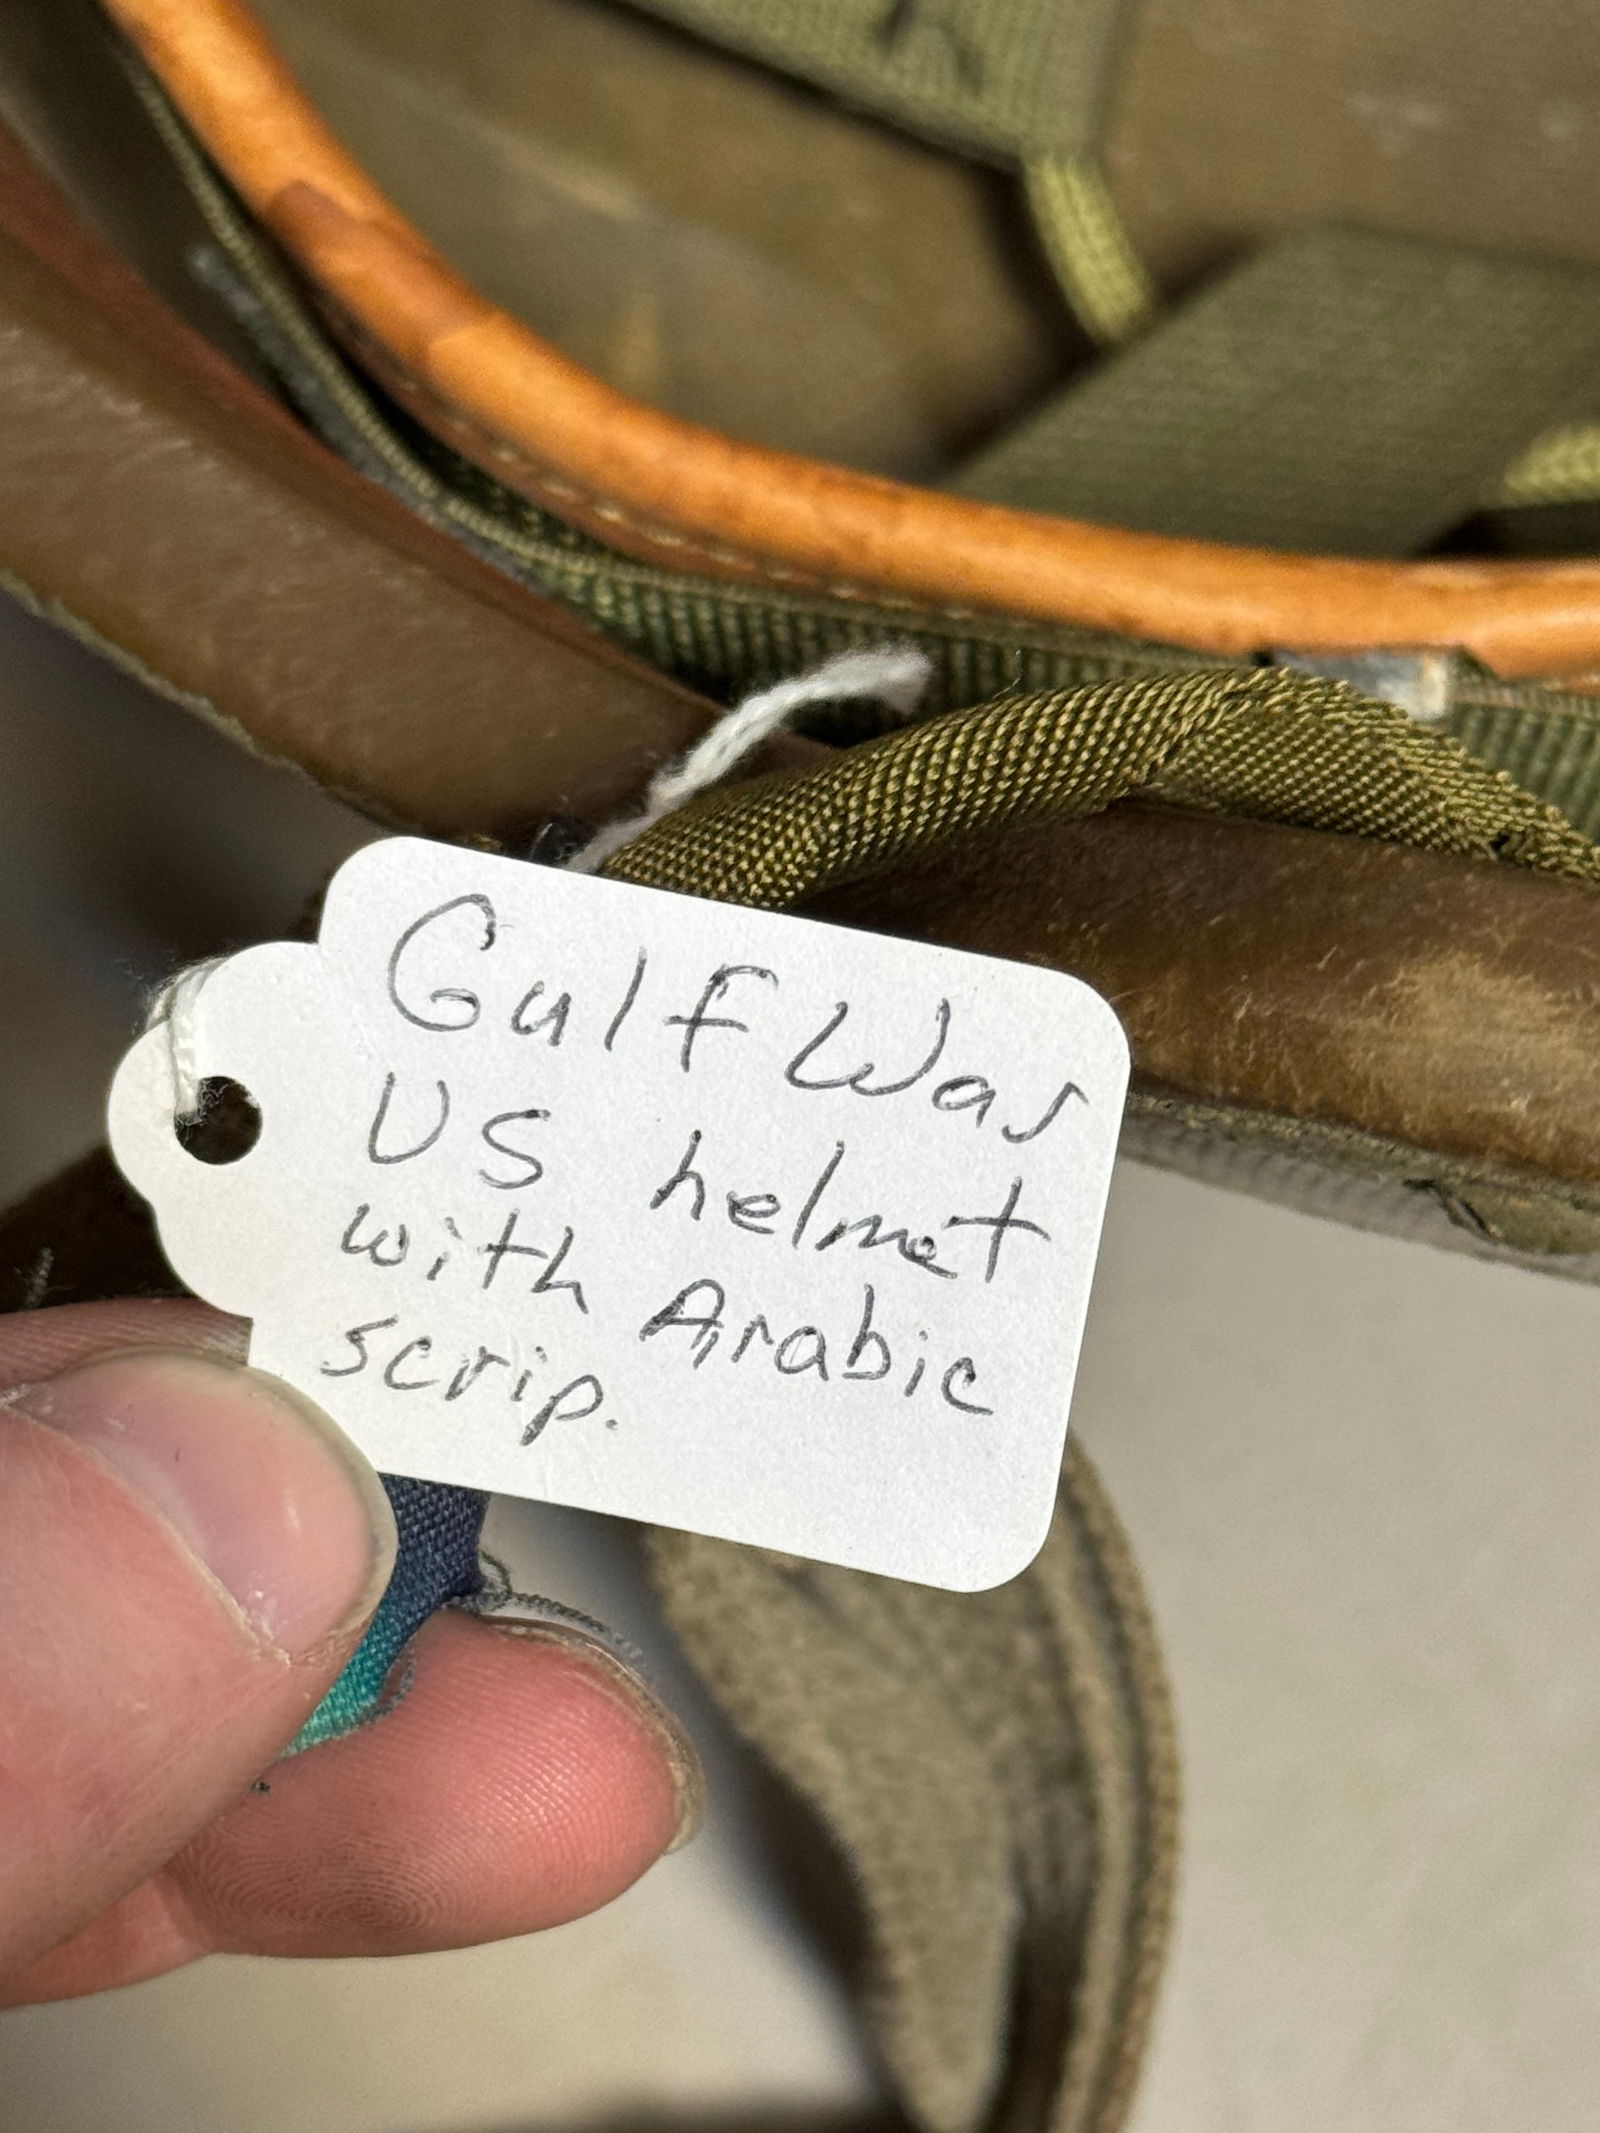 Gulf War
US helmet
with Arabic
scrip.